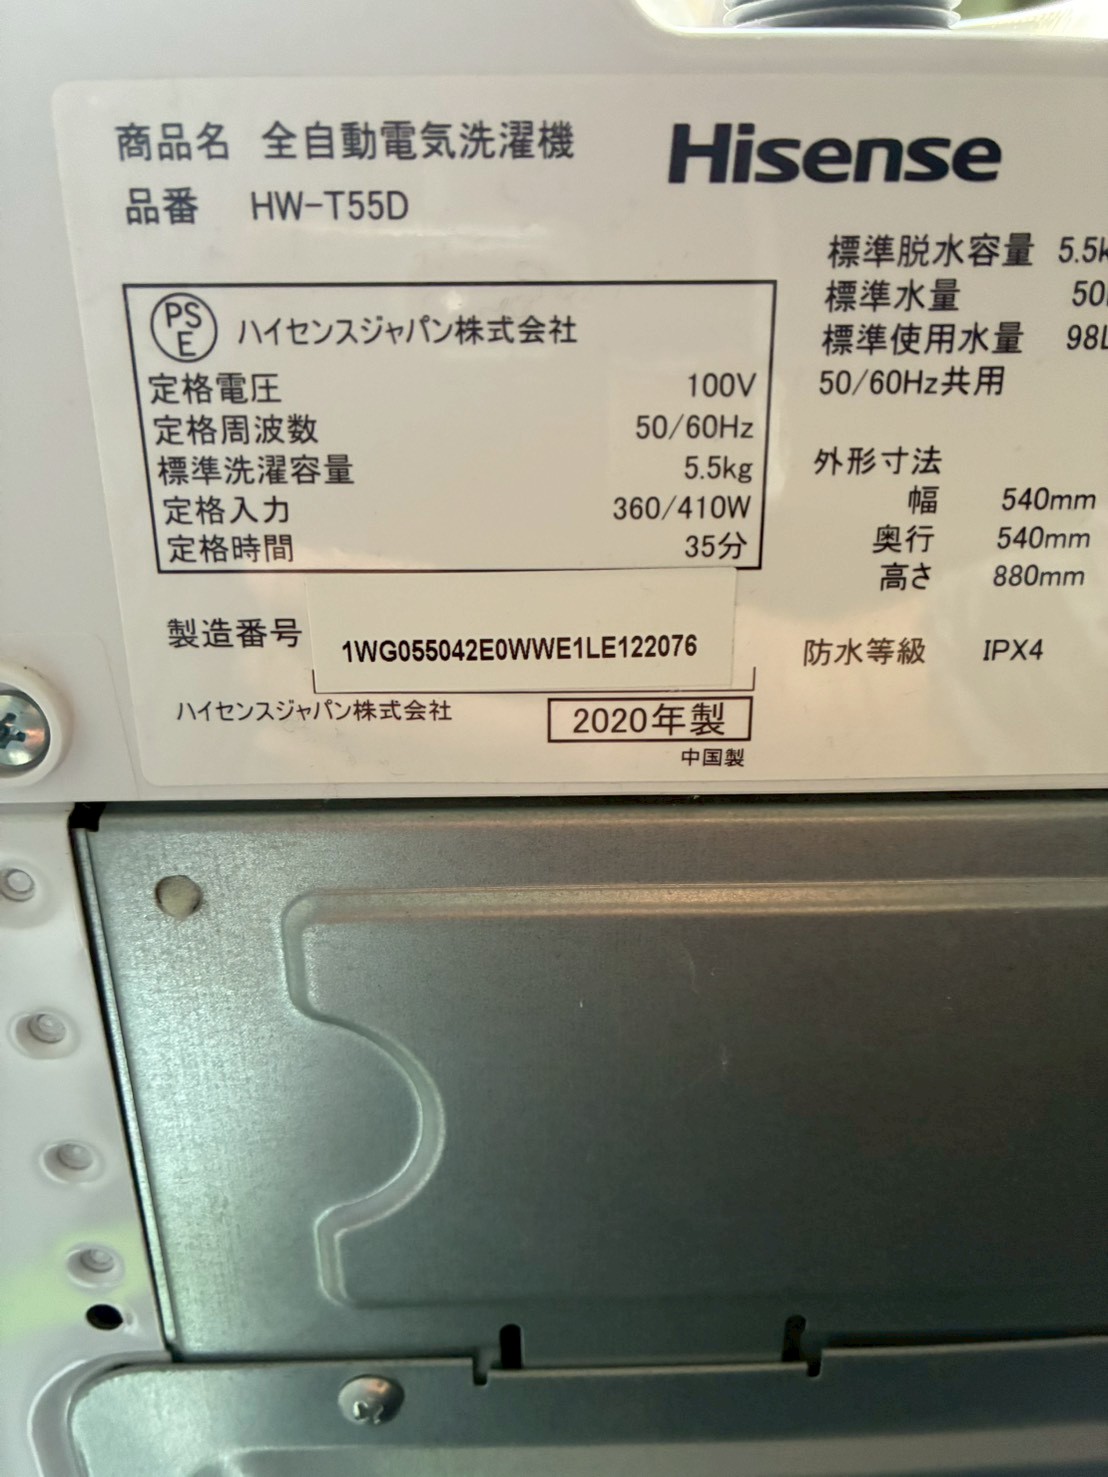 商品名 全自動電気洗濯機
Hisense
品番 HW-T55D
PSE ハイセンスジャパン株式会社
定格電圧 100V
定格周波数 50/60Hz
標準洗濯容量 5.5kg
定格入力 360/410W
定格時間 35分
製造番号 1WG055042E0WWE1LE122076
ハイセンスジャパン株式会社
2020年製
中国製
標準脱水容量 5.5k
標準水量 50
標準使用水量 98L
50/60Hz共用
外形寸法
幅 540mm
奥行 540mm
高さ 880mm
防水等級 IPX4